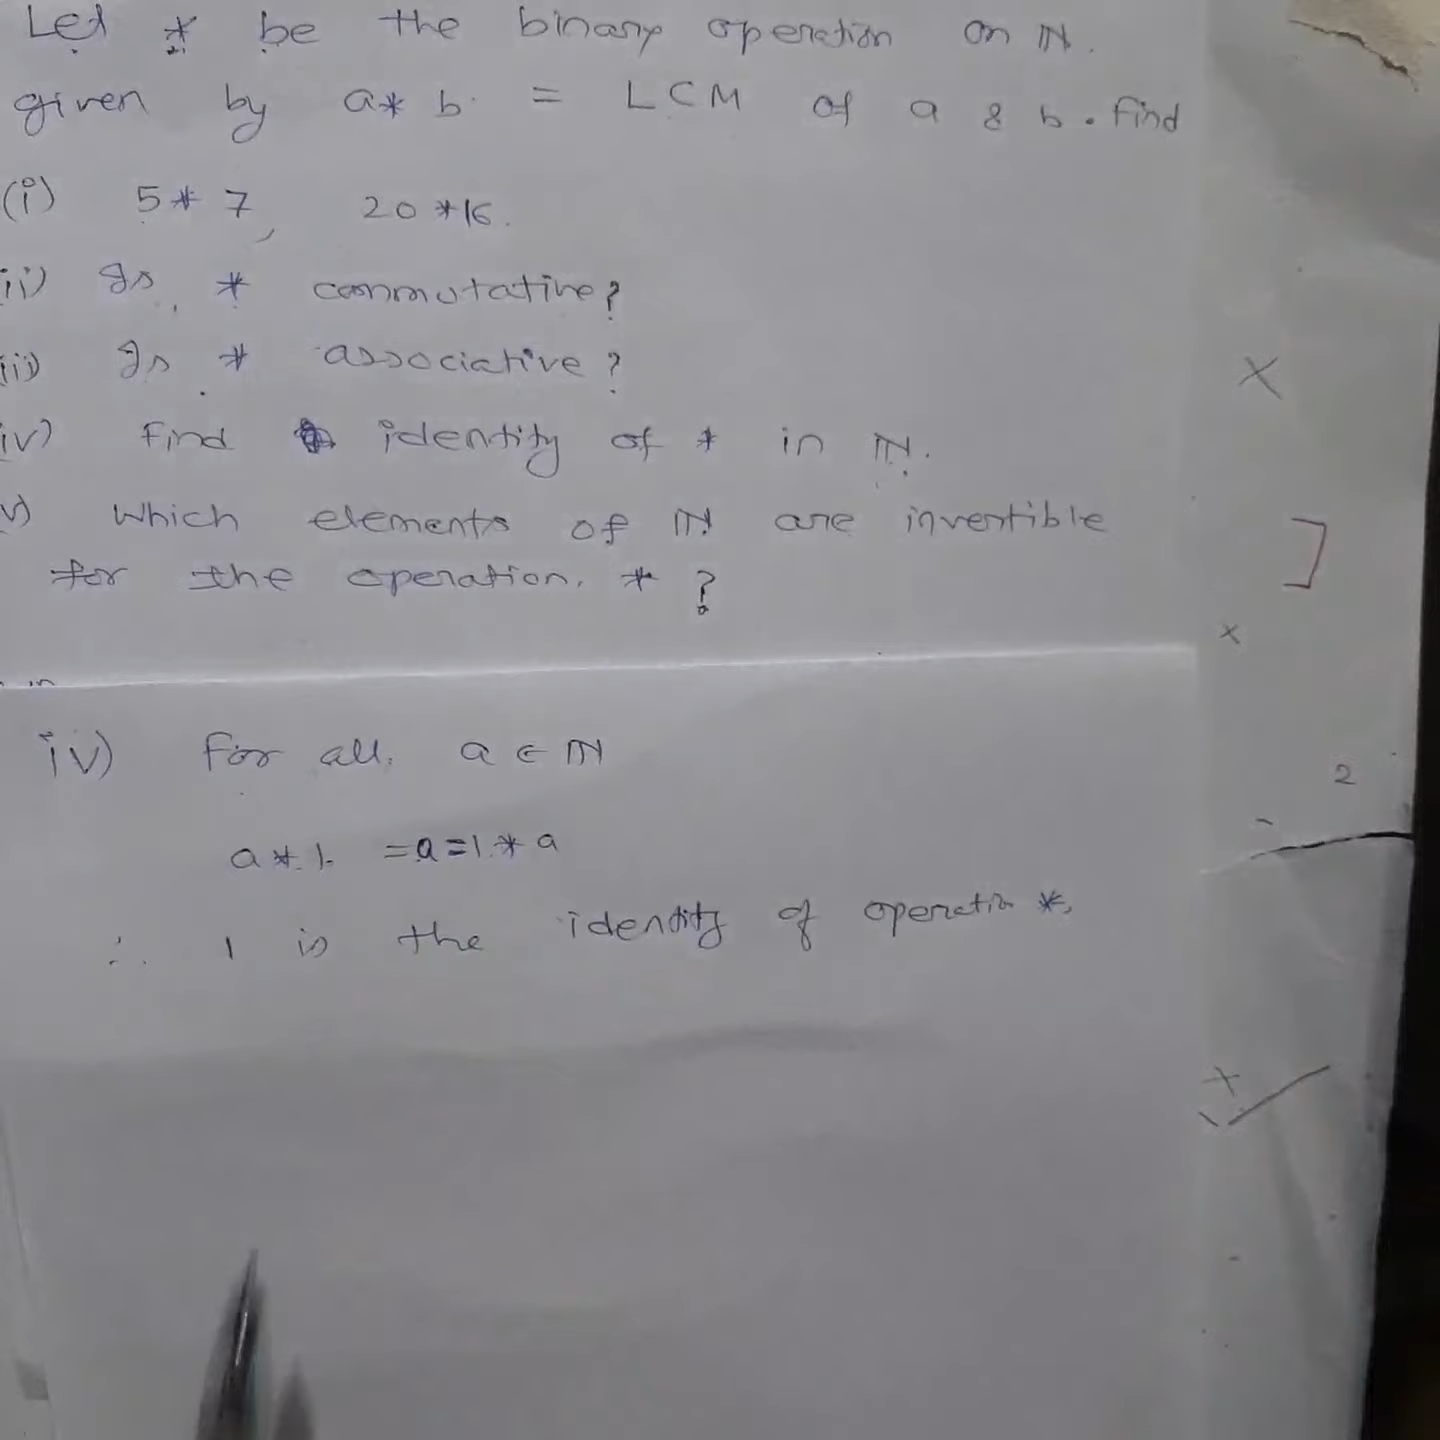 Let * be the binary operation on ℕ.
given by a * b = LCM of a & b. find
(i) 5 * 7, 20 * 16.
ii) Is * commutative?
iii) Is * associative?
iv) Find identity of * in ℕ.
v) Which elements of ℕ are invertible
for the operation. * ?
iv) For all, a ∈ ℕ
a * 1 = a = 1 * a
∴ 1 is the identity of operatin *,
2